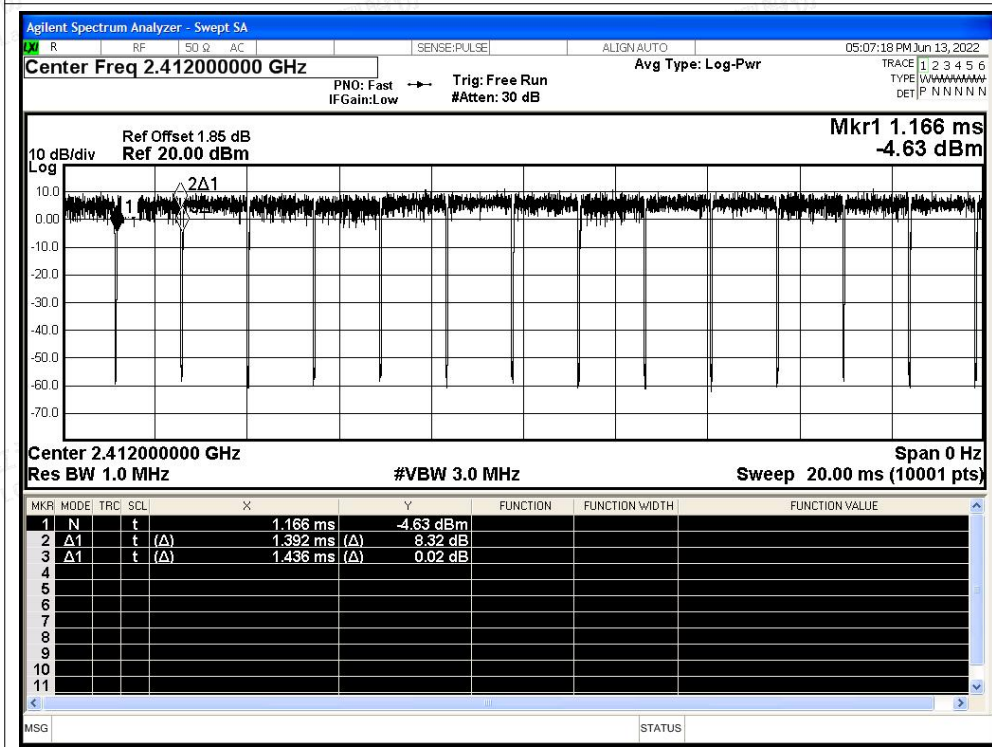 Agilent Spectrum Analyzer - Swept SA
LXI R RF 50 Ω AC SENSE:PULSE ALIGN AUTO 05:07:18 PM Jun 13, 2022
Center Freq 2.412000000 GHz Avg Type: Log-Pwr TRACE 1 2 3 4 5 6
PNO: Fast Trig: Free Run TYPE W
IFGain:Low #Atten: 30 dB DET P N N N N N
Ref Offset 1.85 dB Mkr1 1.166 ms
10 dB/div Ref 20.00 dBm -4.63 dBm
Log
2Δ1
10.0
1
0.00
-10.0
-20.0
-30.0
-40.0
-50.0
-60.0
-70.0
Center 2.412000000 GHz Span 0 Hz
Res BW 1.0 MHz #VBW 3.0 MHz Sweep 20.00 ms (10001 pts)
MKR MODE TRC SCL X Y FUNCTION FUNCTION WIDTH FUNCTION VALUE
1 N t 1.166 ms -4.63 dBm
2 Δ1 t (Δ) 1.392 ms (Δ) 8.32 dB
3 Δ1 t (Δ) 1.436 ms (Δ) 0.02 dB
4
5
6
7
8
9
10
11
MSG STATUS